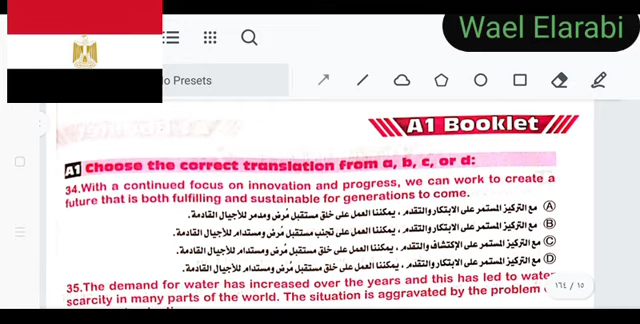 Wael Elarabi
o Presets
A1 Booklet
A1 Choose the correct translation from a, b, c, or d:
34.With a continued focus on innovation and progress, we can work to create a
future that is both fulfilling and sustainable for generations to come.
Ⓐ مع التركيز المستمر على الابتكار والتقدم ، يمكننا العمل على خلق مستقبل مُرض ومدمر للأجيال القادمة.
Ⓑ مع التركيز المستمر على الابتكار والتقدم ، يمكننا العمل على تجنب مستقبل مُرض ومستدام للأجيال القادمة.
Ⓒ مع التركيز المستمر على الإكتشاف والتقدم ، يمكننا العمل على خلق مستقبل مُرض ومستدام للأجيال القادمة.
Ⓓ مع التركيز المستمر على الابتكار والتقدم ، يمكننا العمل على خلق مستقبل مُرض ومستدام للأجيال القادمة.
35.The demand for water has increased over the years and this has led to water
scarcity in many parts of the world. The situation is aggravated by the problem
١٦٤ / ١٥